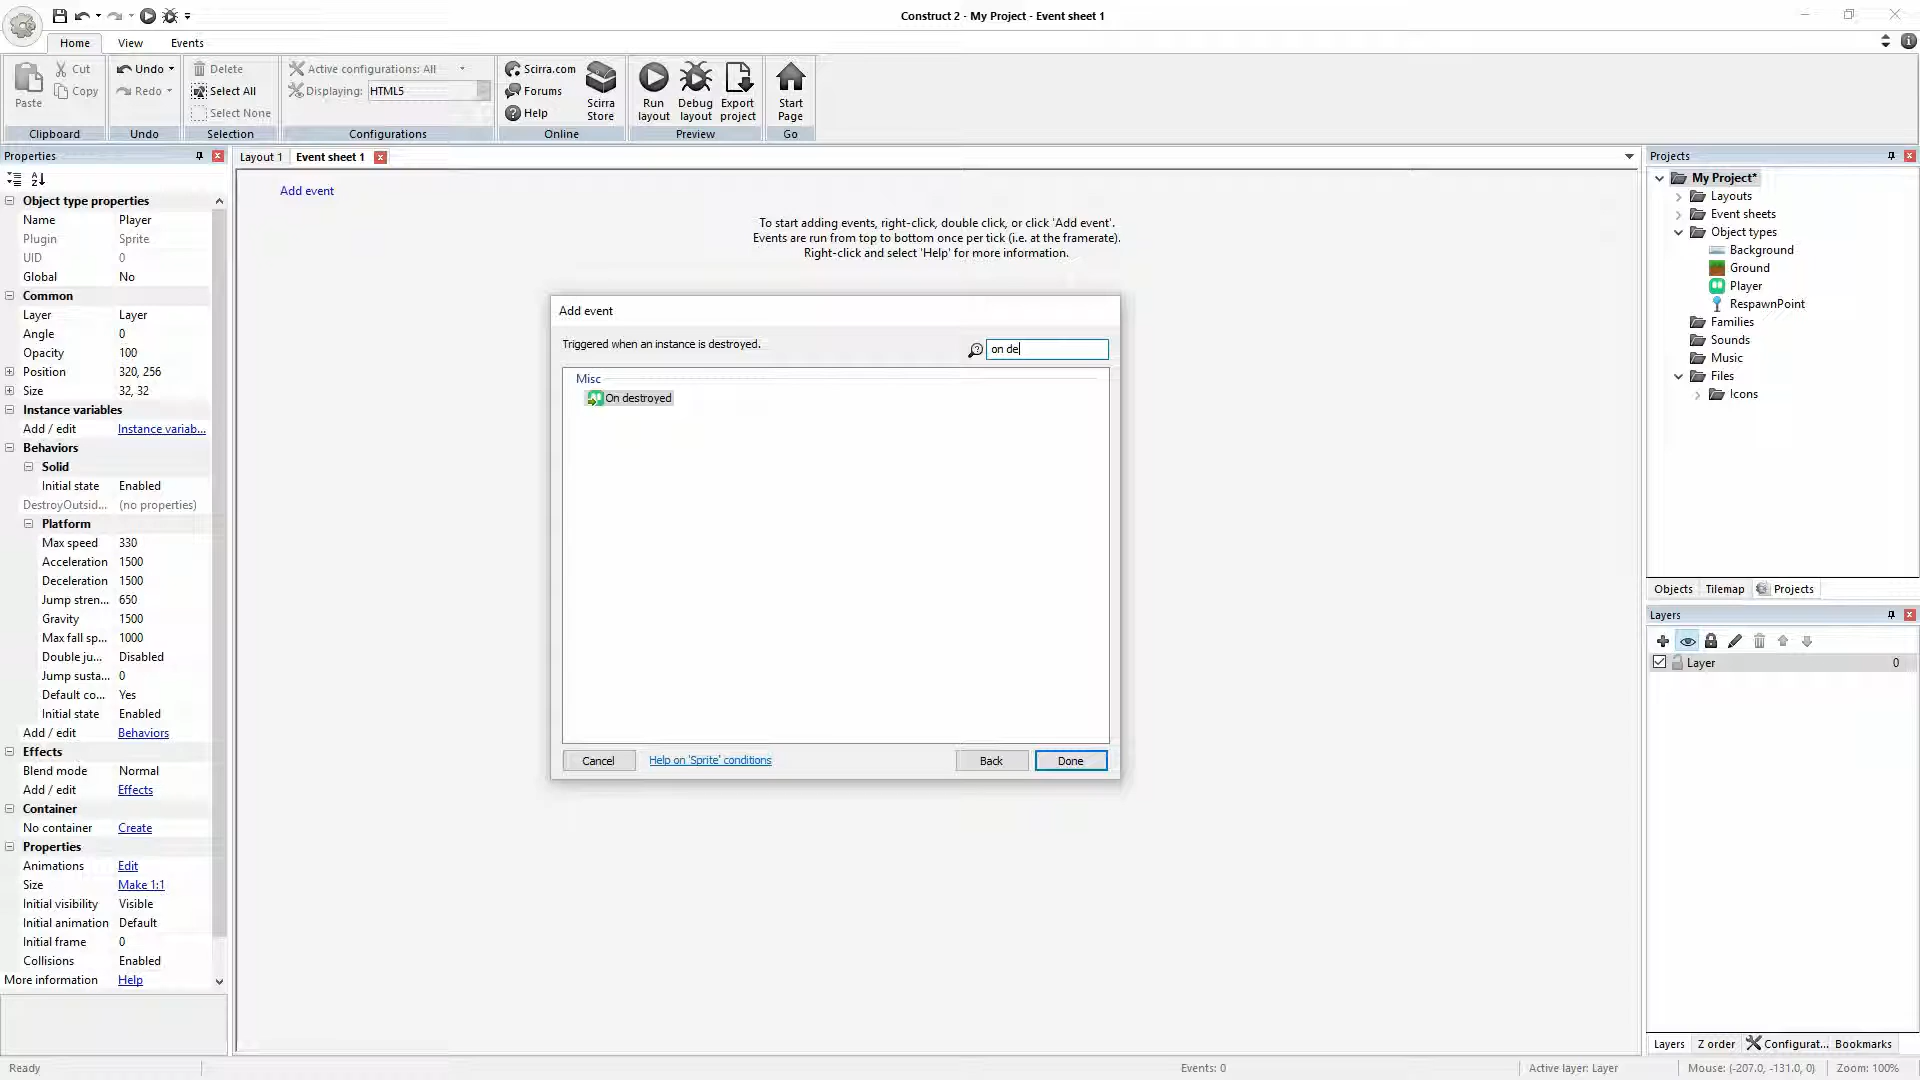 Construct 2 - My Project - Event sheet 1
Home View Events
Paste
Cut
Copy
Clipboard
Undo
Redo
Undo
Delete
Select All
Select None
Selection
Active configurations: All
Displaying: HTML5
Configurations
Scirra.com
Forums
Help
Scirra Store
Online
Run layout
Debug layout
Export project
Preview
Start Page
Go
Properties
Object type properties
Name Player
Plugin Sprite
UID 0
Global No
Common
Layer Layer
Angle 0
Opacity 100
Position 320, 256
Size 32, 32
Instance variables
Add / edit Instance variab...
Behaviors
Solid
Initial state Enabled
DestroyOutsid... (no properties)
Platform
Max speed 330
Acceleration 1500
Deceleration 1500
Jump stren... 650
Gravity 1500
Max fall sp... 1000
Double ju... Disabled
Jump susta... 0
Default co... Yes
Initial state Enabled
Add / edit Behaviors
Effects
Blend mode Normal
Add / edit Effects
Container
No container Create
Properties
Animations Edit
Size Make 1:1
Initial visibility Visible
Initial animation Default
Initial frame 0
Collisions Enabled
More information Help
Layout 1 Event sheet 1
Add event
To start adding events, right-click, double click, or click 'Add event'.
Events are run from top to bottom once per tick (i.e. at the framerate).
Right-click and select 'Help' for more information.
Add event
Triggered when an instance is destroyed.
on de
Misc
On destroyed
Cancel Help on 'Sprite' conditions Back Done
Projects
My Project*
Layouts
Event sheets
Object types
Background
Ground
Player
RespawnPoint
Families
Sounds
Music
Files
Icons
Objects Tilemap Projects
Layers
Layer 0
Layers Z order Configurat... Bookmarks
Ready Events: 0 Active layer: Layer Mouse: (-207.0, -131.0, 0) Zoom: 100%